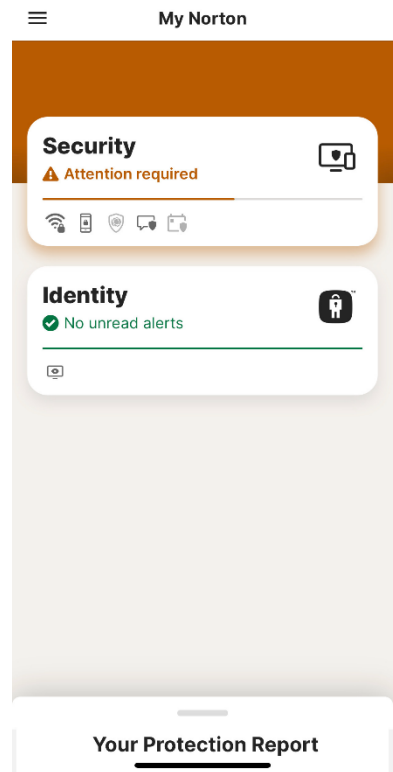 My Norton
Security
Attention required
Identity
No unread alerts
Your Protection Report